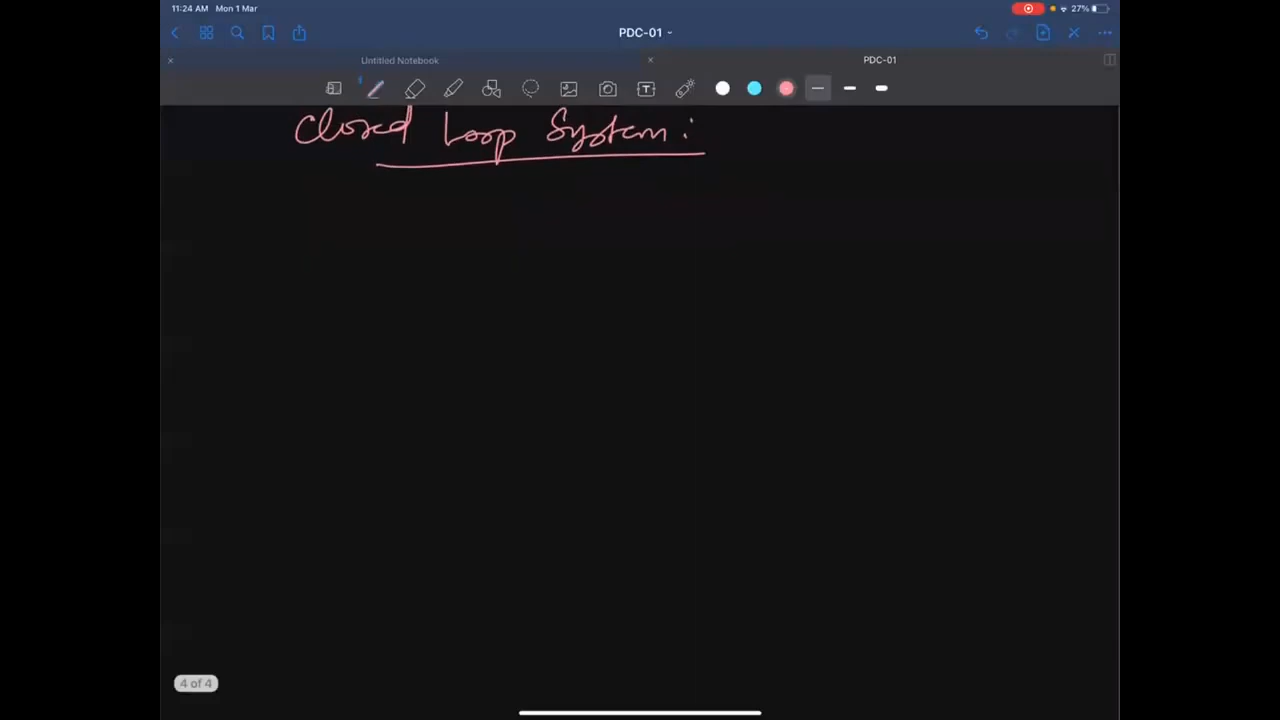 11:24 AM Mon 1 Mar
27%
PDC-01
Untitled Notebook
PDC-01
T
Closed Loop System:
4 of 4